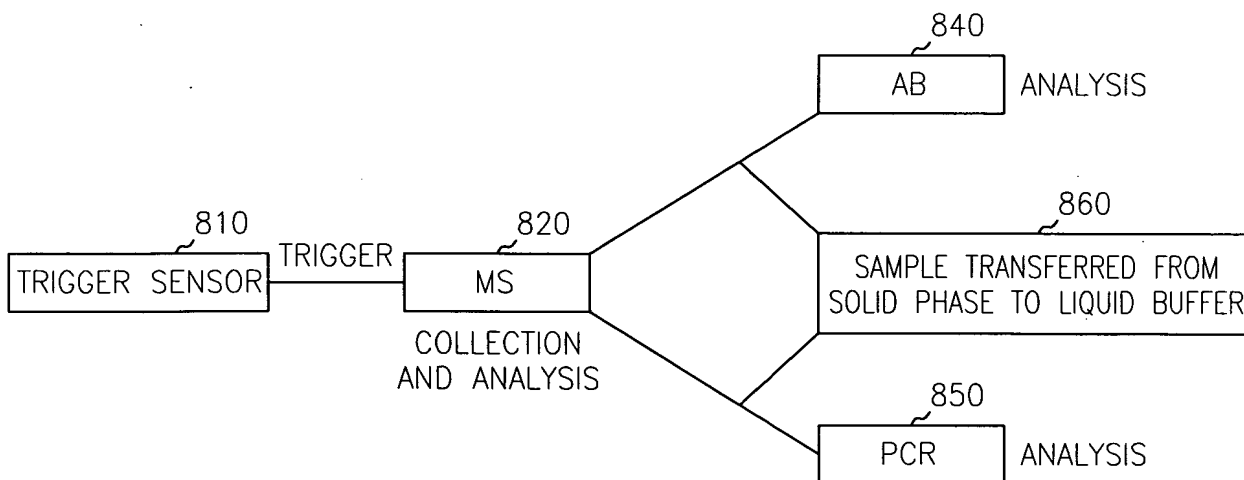 840
AB
ANALYSIS
810
TRIGGER SENSOR
TRIGGER
820
MS
COLLECTION
AND ANALYSIS
860
SAMPLE TRANSFERRED FROM
SOLID PHASE TO LIQUID BUFFER
850
PCR
ANALYSIS